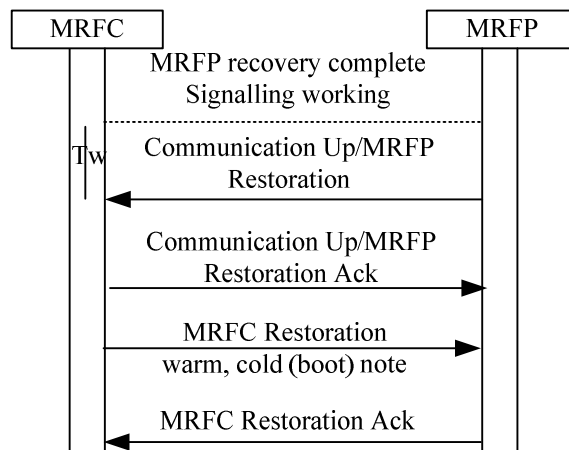 MRFC
MRFP
MRFP recovery complete
Signalling working
Tw
Communication Up/MRFP
Restoration
Communication Up/MRFP
Restoration Ack
MRFC Restoration
warm, cold (boot) note
MRFC Restoration Ack